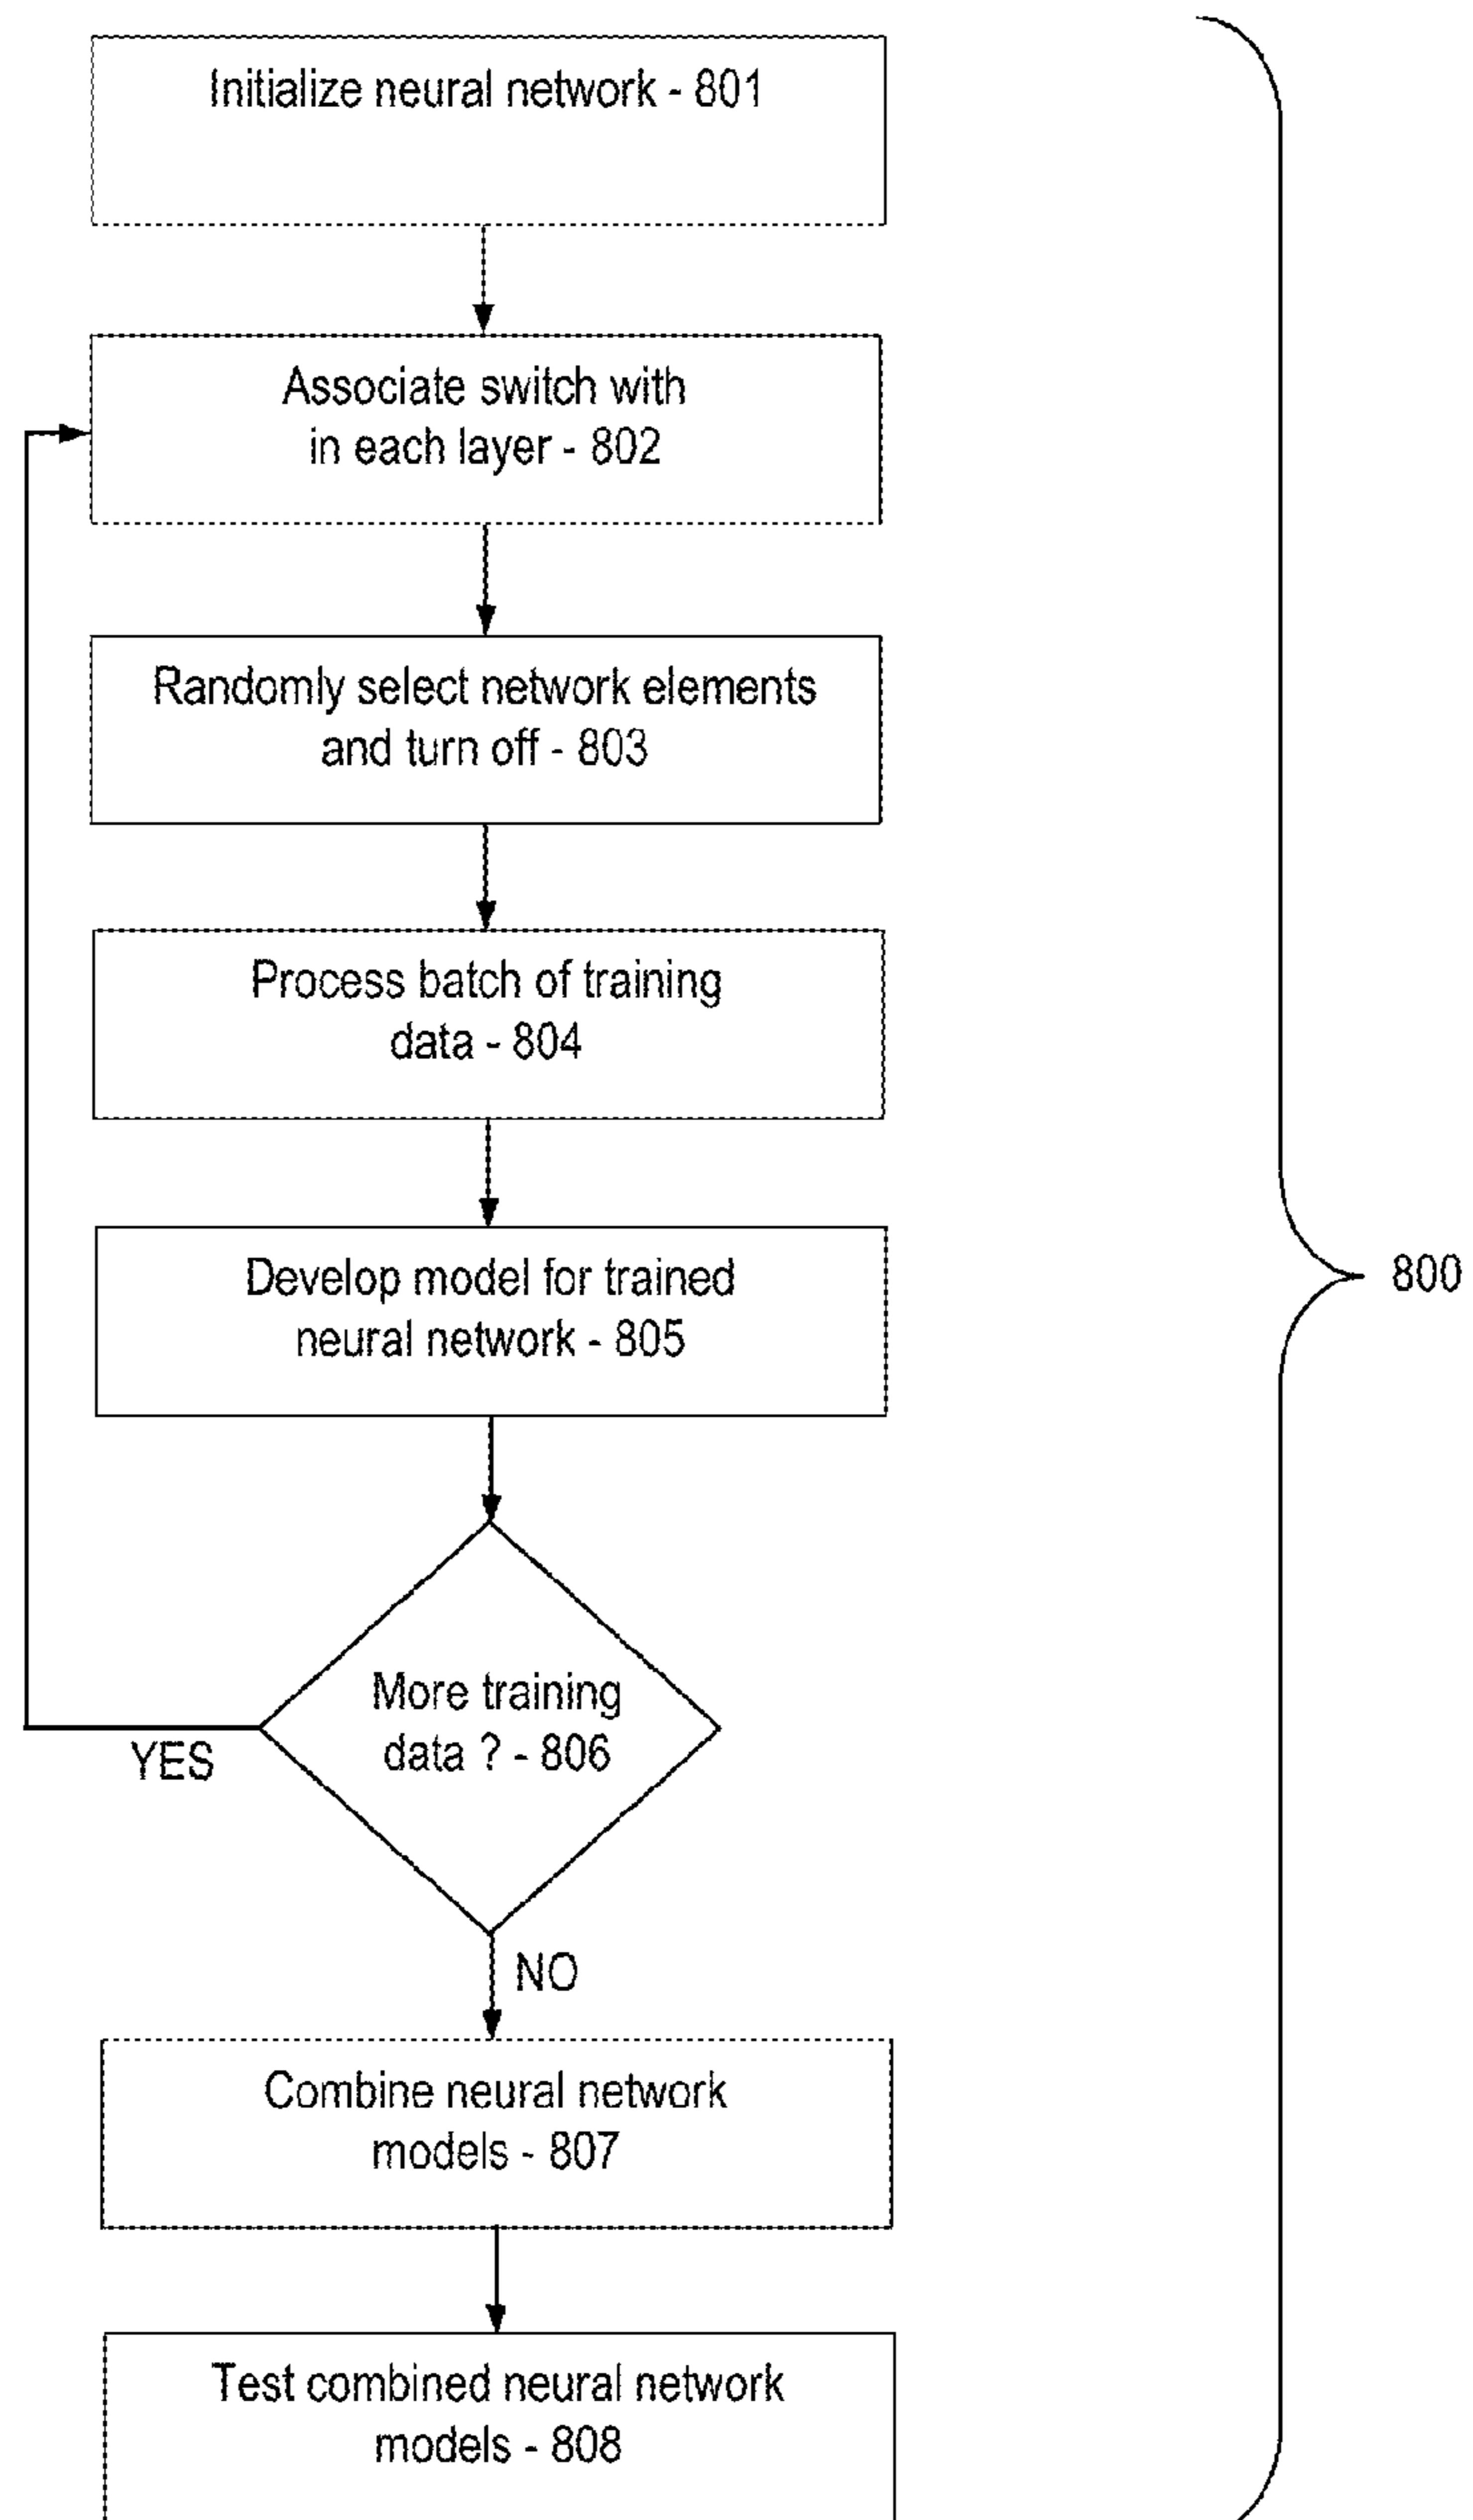 Initialize neural network - 801
Associate switch with
in each layer - 802
Randomly select network elements
and turn off - 803
Process batch of training
data - 804
Develop model for trained
neural network - 805
800
More training
data ? - 806
YES
NO
Combine neural network
models - 807
Test combined neural network
models - 808